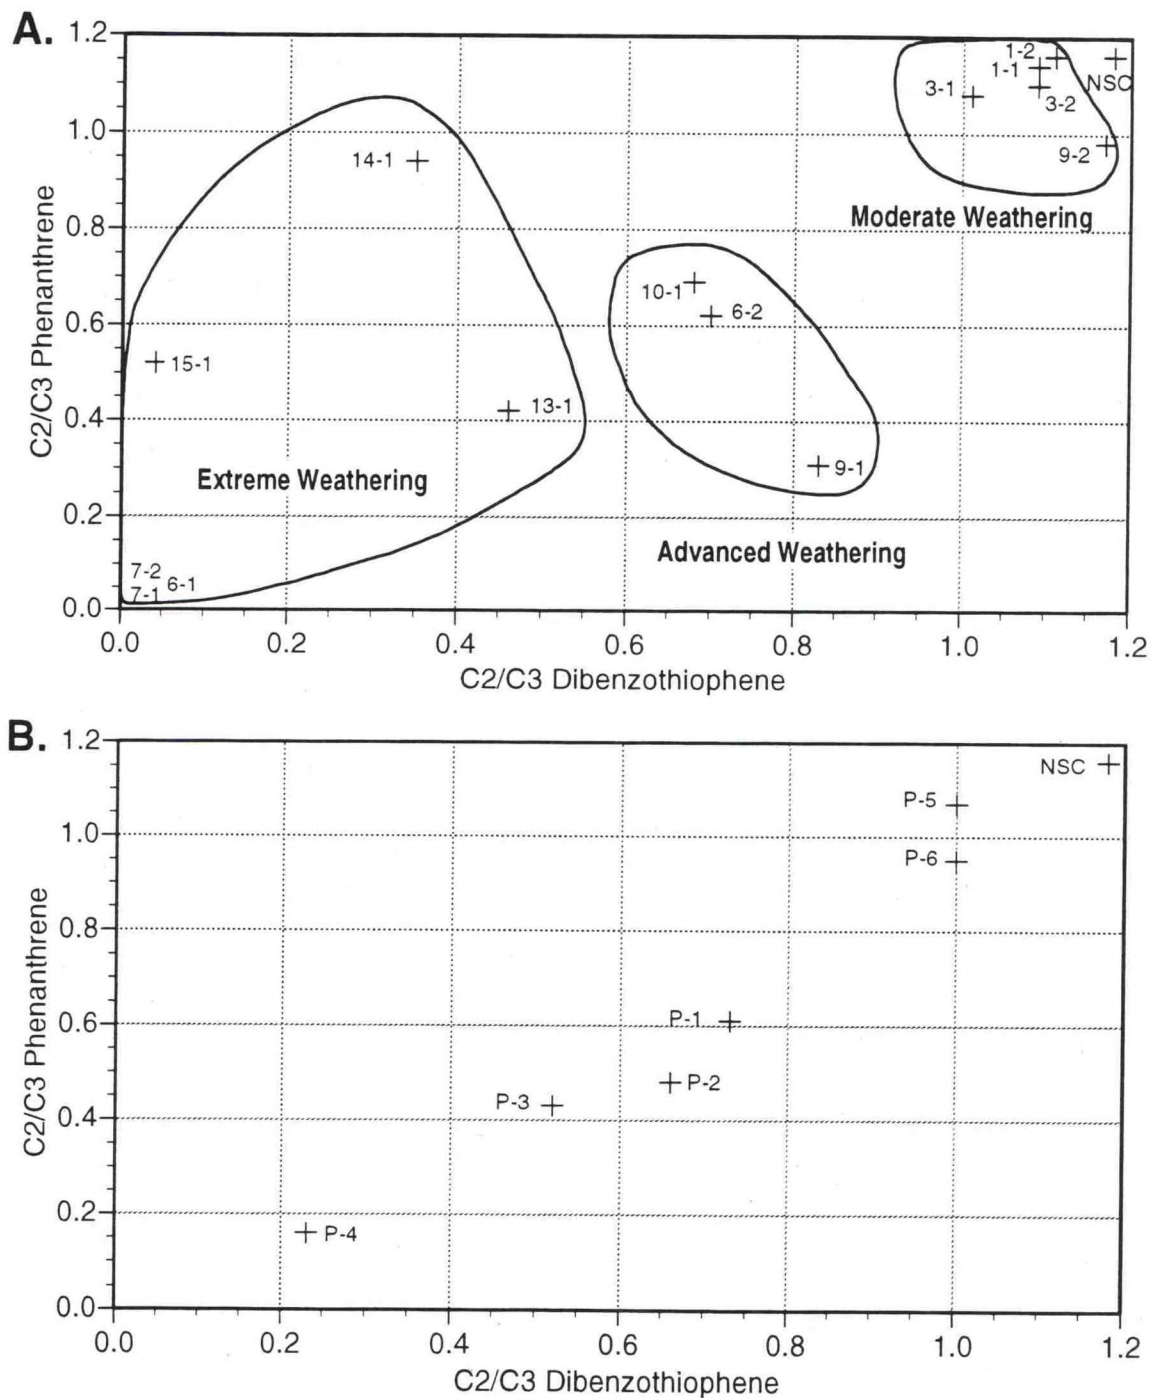 A.
1.2
1-2
1-1
NSC
3-1
3-2
1.0
14-1
9-2
0.8
Moderate Weathering
10-1
6-2
0.6
15-1
13-1
0.4
9-1
Extreme Weathering
0.2
Advanced Weathering
7-2
7-1
6-1
0.0
C2/C3 Phenanthrene
0.0 0.2 0.4 0.6 0.8 1.0 1.2
C2/C3 Dibenzothiophene
B.
1.2
NSC
P-5
1.0
P-6
0.8
P-1
0.6
P-2
P-3
0.4
0.2
P-4
0.0
C2/C3 Phenanthrene
0.0 0.2 0.4 0.6 0.8 1.0 1.2
C2/C3 Dibenzothiophene